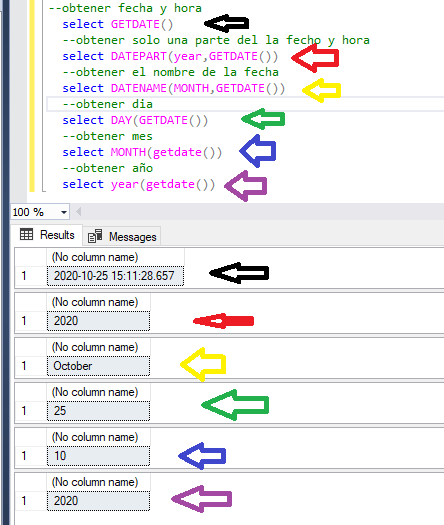 --obtener fecha y hora
select GETDATE()
--obtener solo una parte del la fecho y hora
select DATEPART(year,GETDATE())
--obtener el nombre de la fecha
select DATENAME(MONTH,GETDATE())
--obtener dia
select DAY(GETDATE())
--obtener mes
select MONTH(getdate())
--obtener año
select year(getdate())
100 %
Results Messages
(No column name)
1 2020-10-25 15:11:28.657
(No column name)
1 2020
(No column name)
1 October
(No column name)
1 25
(No column name)
1 10
(No column name)
1 2020